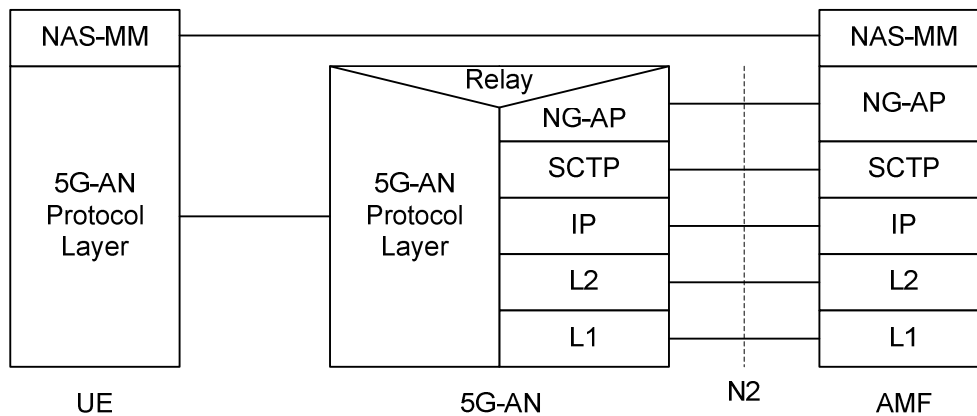 NAS-MM
NAS-MM
Relay
NG-AP
NG-AP
SCTP
SCTP
5G-AN
Protocol
Layer
5G-AN
Protocol
Layer
IP
IP
L2
L2
L1
L1
UE
5G-AN
N2
AMF